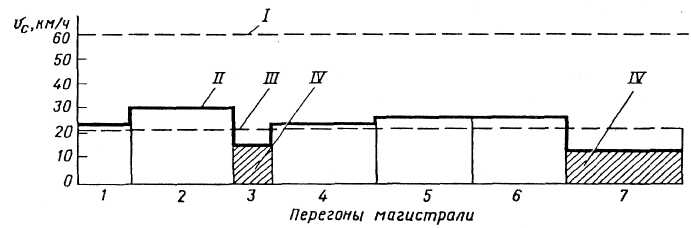 υc, км/ч
I
60
50
40
II
III
IV
IV
30
20
10
0
1 2 3 4 5 6 7
Перегоны магистрали